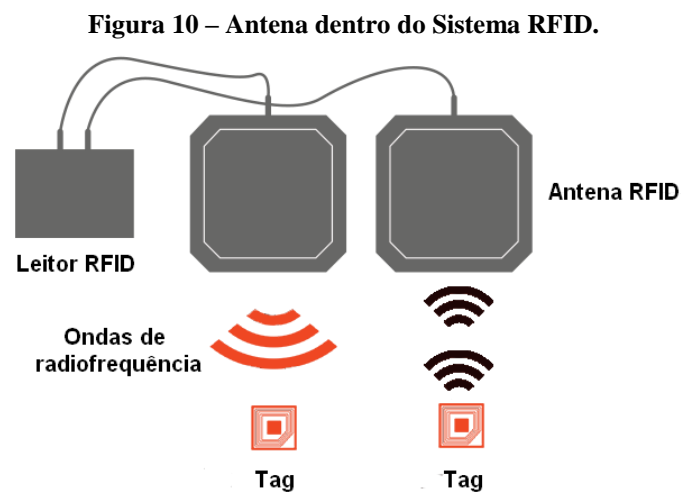 Figura 10 – Antena dentro do Sistema RFID.
Antena RFID
Leitor RFID
Ondas de
radiofrequência
Tag
Tag